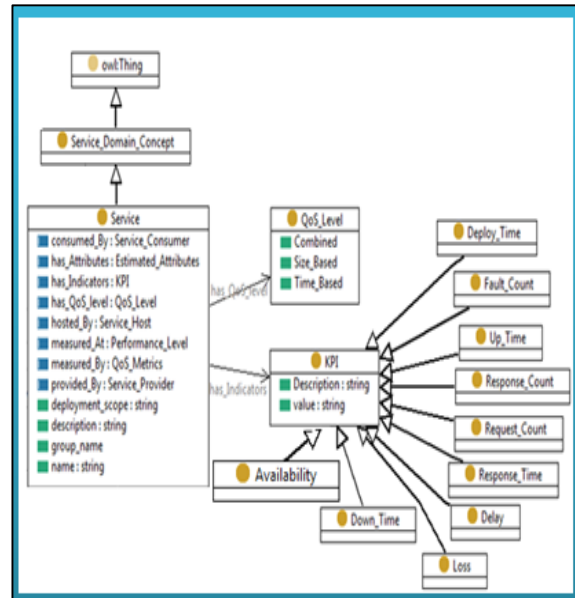 owl:Thing
Service_Domain_Concept
Service
consumed_By : Service_Consumer
has_Attributes : Estimated_Attributes
has_Indicators : KPI
has_QoS_level : QoS_Level
hosted_By : Service_Host
measured_At : Performance_Level
measured_By : QoS_Metrics
provided_By : Service_Provider
deployment_scope : string
description : string
group_name
name : string
has_QoS_level
has_Indicators
QoS_Level
Combined
Size_Based
Time_Based
KPI
Description : string
value : string
Deploy_Time
Fault_Count
Up_Time
Response_Count
Request_Count
Response_Time
Delay
Loss
Down_Time
Availability